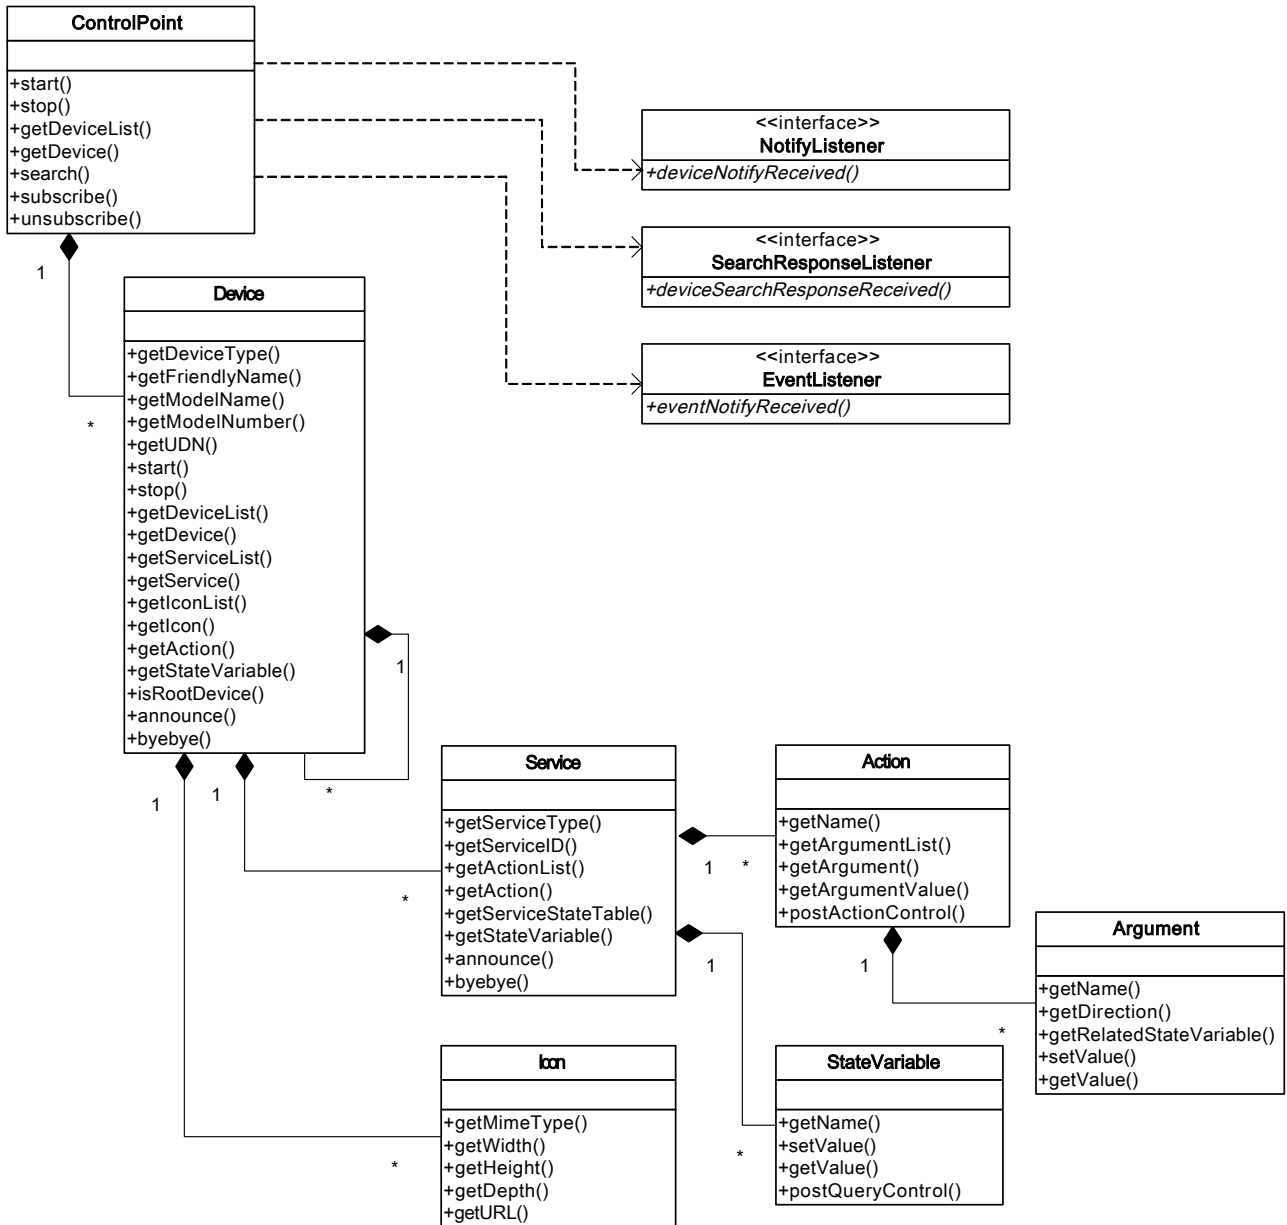 ControlPoint
+start()
+stop()
+getDeviceList()
+getDevice()
+search()
+subscribe()
+unsubscribe()
<<interface>>
NotifyListener
+deviceNotifyReceived()
<<interface>>
SearchResponseListener
+deviceSearchResponseReceived()
<<interface>>
EventListener
+eventNotifyReceived()
1
*
Device
+getDeviceType()
+getFriendlyName()
+getModelName()
+getModelNumber()
+getUDN()
+start()
+stop()
+getDeviceList()
+getDevice()
+getServiceList()
+getService()
+getIconList()
+getIcon()
+getAction()
+getStateVariable()
+isRootDevice()
+announce()
+byebye()
1
*
1
1
*
*
Service
+getServiceType()
+getServiceID()
+getActionList()
+getAction()
+getServiceStateTable()
+getStateVariable()
+announce()
+byebye()
1
*
1
*
Action
+getName()
+getArgumentList()
+getArgument()
+getArgumentValue()
+postActionControl()
1
*
Argument
+getName()
+getDirection()
+getRelatedStateVariable()
+setValue()
+getValue()
Icon
+getMimeType()
+getWidth()
+getHeight()
+getDepth()
+getURL()
StateVariable
+getName()
+setValue()
+getValue()
+postQueryControl()